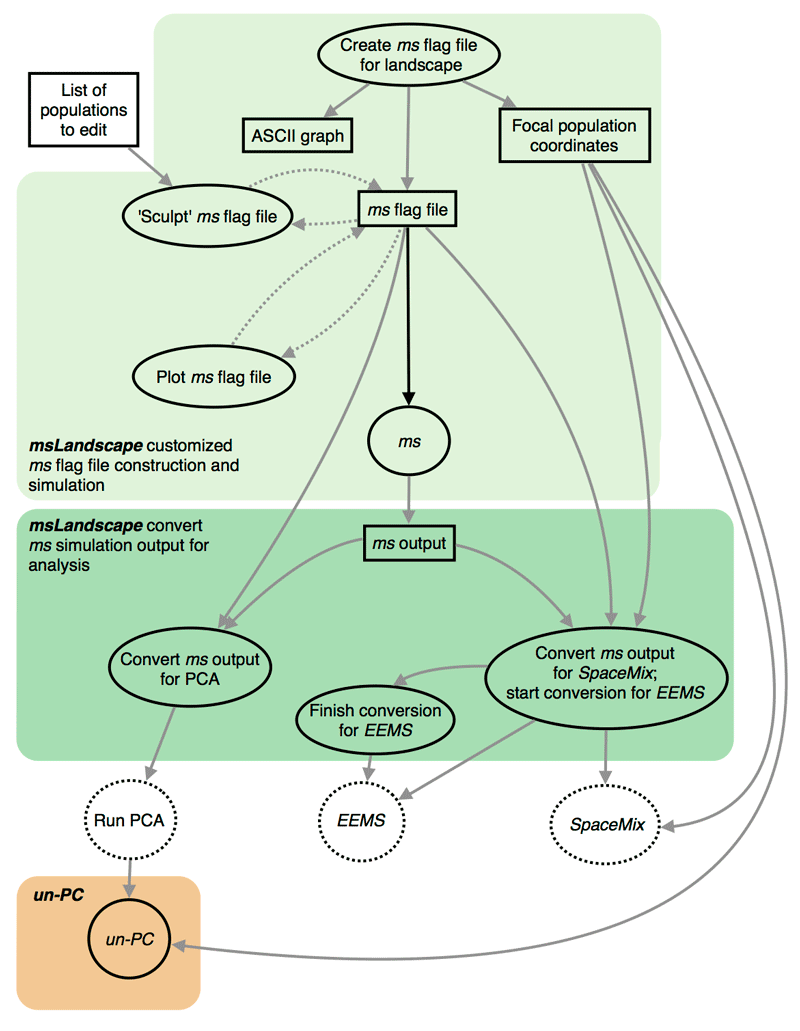 Create ms flag file
for landscape
List of
populations
to edit
ASCII graph
Focal population
coordinates
'Sculpt' ms flag file
ms flag file
Plot ms flag file
ms
msLandscape customized
ms flag file construction and
simulation
msLandscape convert
ms simulation output for
analysis
ms output
Convert ms output
for PCA
Convert ms output
for SpaceMix;
start conversion for EEMS
Finish conversion
for EEMS
Run PCA
EEMS
SpaceMix
un-PC
un-PC